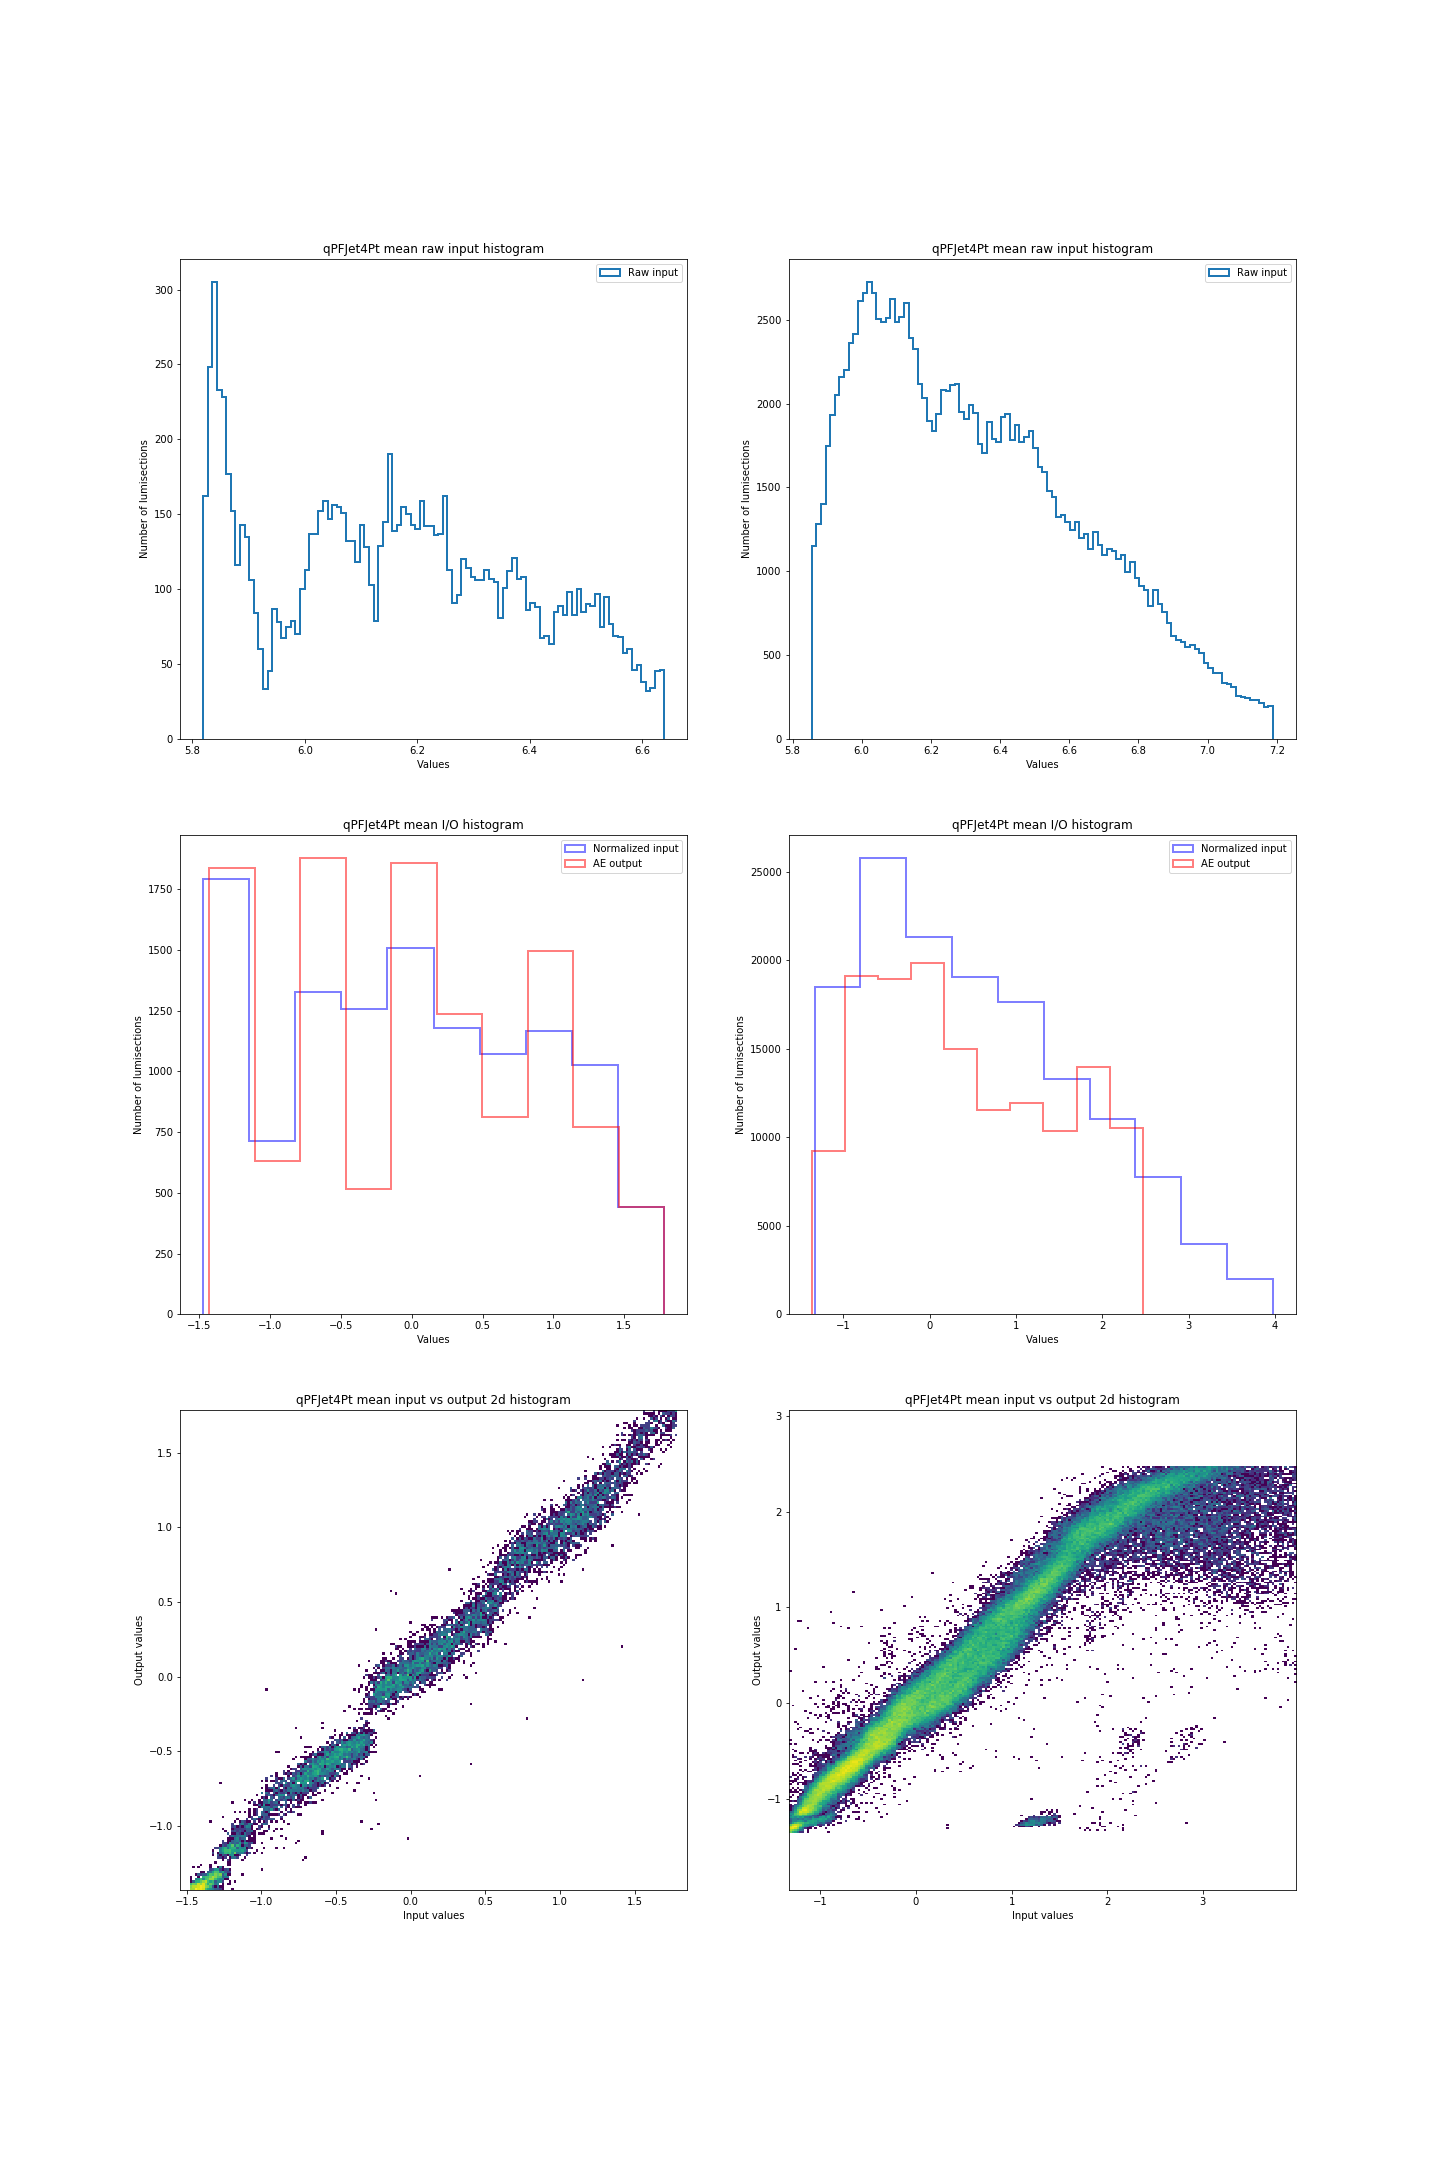 qPFJet4Pt mean raw input histogram
Raw input
300
250
200
150
100
50
0
Number of lumisections
5.8 6.0 6.2 6.4 6.6
Values
qPFJet4Pt mean raw input histogram
Raw input
2500
2000
1500
1000
500
0
Number of lumisections
5.8 6.0 6.2 6.4 6.6 6.8 7.0 7.2
Values
qPFJet4Pt mean I/O histogram
Normalized input
AE output
1750
1500
1250
1000
750
500
250
0
Number of lumisections
−1.5 −1.0 −0.5 0.0 0.5 1.0 1.5
Values
qPFJet4Pt mean I/O histogram
Normalized input
AE output
25000
20000
15000
10000
5000
0
Number of lumisections
−1 0 1 2 3 4
Values
qPFJet4Pt mean input vs output 2d histogram
1.5
1.0
0.5
0.0
−0.5
−1.0
Output values
−1.5 −1.0 −0.5 0.0 0.5 1.0 1.5
Input values
qPFJet4Pt mean input vs output 2d histogram
3
2
1
0
−1
Output values
−1 0 1 2 3
Input values